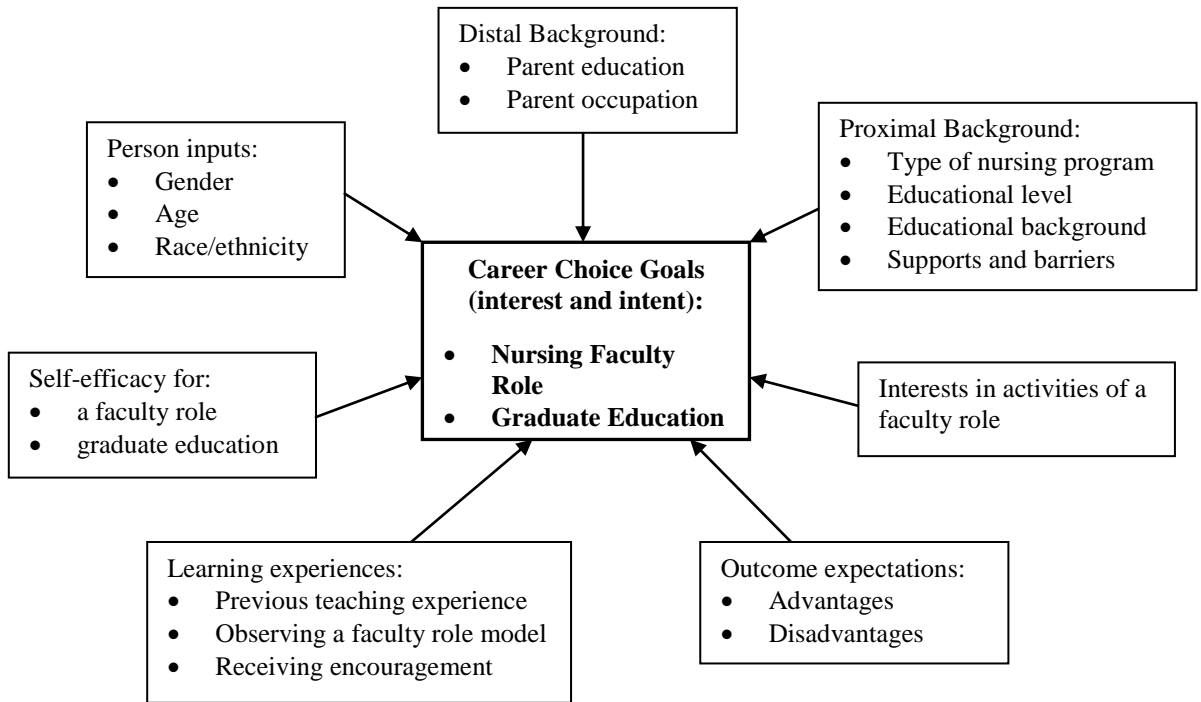 Distal Background:
• Parent education
• Parent occupation
Person inputs:
• Gender
• Age
• Race/ethnicity
Proximal Background:
• Type of nursing program
• Educational level
• Educational background
• Supports and barriers
Career Choice Goals
(interest and intent):
• Nursing Faculty
Role
• Graduate Education
Self-efficacy for:
• a faculty role
• graduate education
Interests in activities of a
faculty role
Learning experiences:
• Previous teaching experience
• Observing a faculty role model
• Receiving encouragement
Outcome expectations:
• Advantages
• Disadvantages